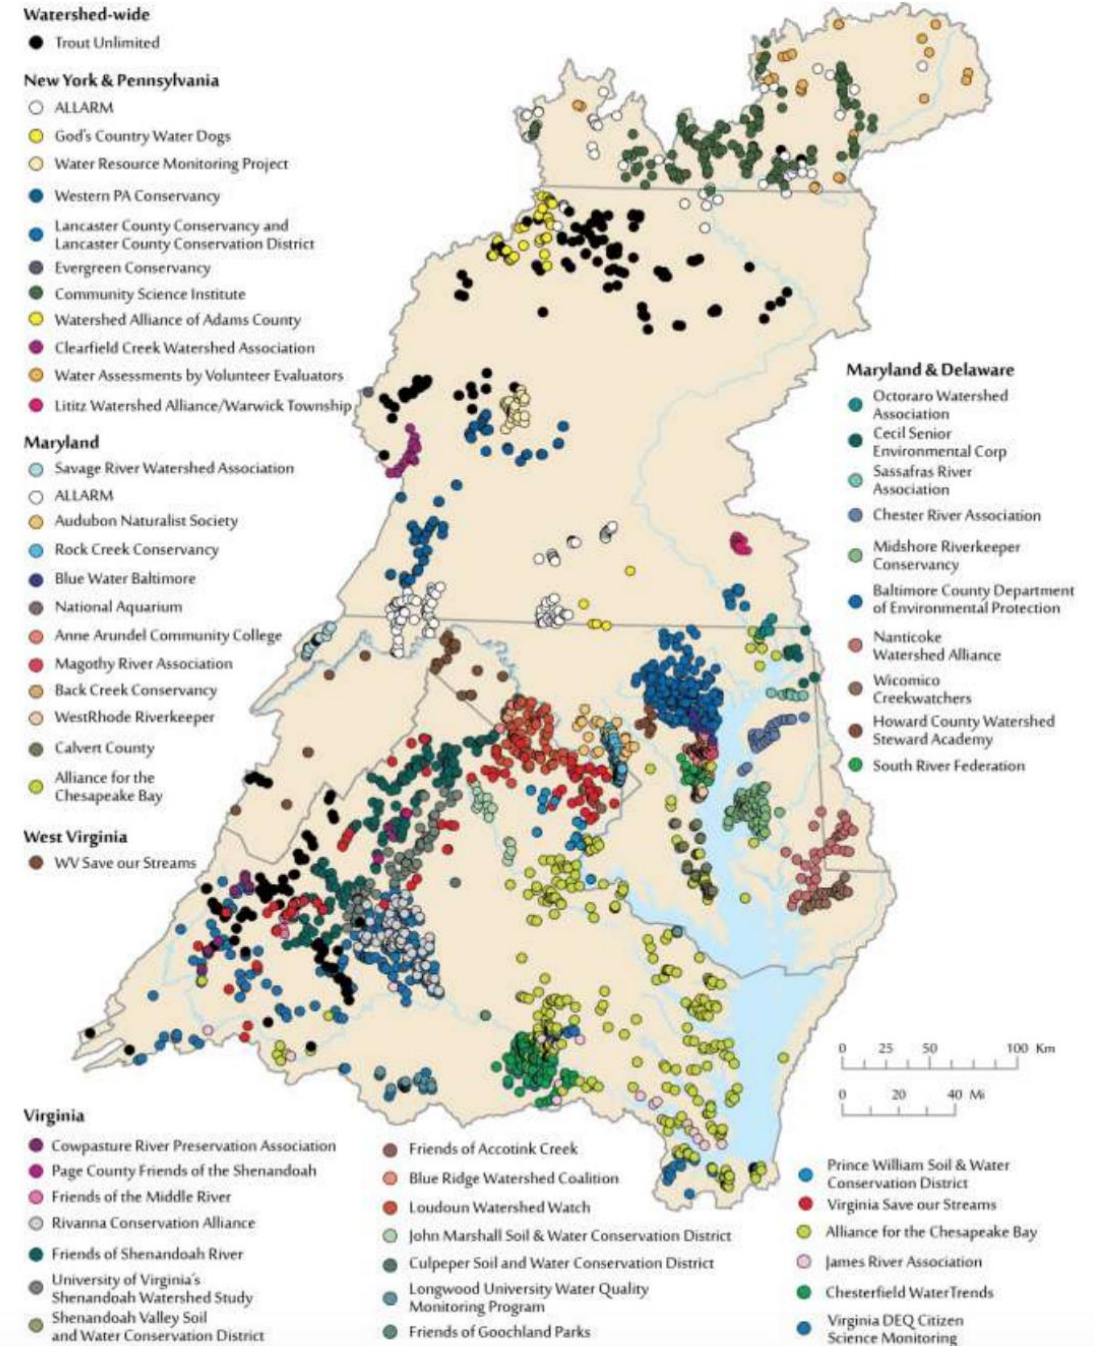 Watershed-wide
Trout Unlimited
New York & Pennsylvania
ALLARM
God's Country Water Dogs
Water Resource Monitoring Project
Western PA Conservancy
Lancaster County Conservancy and
Lancaster County Conservation District
Evergreen Conservancy
Community Science Institute
Watershed Alliance of Adams County
Clearfield Creek Watershed Association
Water Assessments by Volunteer Evaluators
Lititz Watershed Alliance/Warwick Township
Maryland
Savage River Watershed Association
ALLARM
Audubon Naturalist Society
Rock Creek Conservancy
Blue Water Baltimore
National Aquarium
Anne Arundel Community College
Magothy River Association
Back Creek Conservancy
WestRhode Riverkeeper
Calvert County
Alliance for the
Chesapeake Bay
West Virginia
WV Save our Streams
Maryland & Delaware
Octoraro Watershed
Association
Cecil Senior
Environmental Corp
Sassafras River
Association
Chester River Association
Midshore Riverkeeper
Conservancy
Baltimore County Department
of Environmental Protection
Nanticoke
Watershed Alliance
Wicomico
Creekwatchers
Howard County Watershed
Steward Academy
South River Federation
0 25 50 100 Km
0 20 40 Mi
Virginia
Cowpasture River Preservation Association
Page County Friends of the Shenandoah
Friends of the Middle River
Rivanna Conservation Alliance
Friends of Shenandoah River
University of Virginia's
Shenandoah Watershed Study
Shenandoah Valley Soil
and Water Conservation District
Friends of Accotink Creek
Blue Ridge Watershed Coalition
Loudoun Watershed Watch
John Marshall Soil & Water Conservation District
Culpeper Soil and Water Conservation District
Longwood University Water Quality
Monitoring Program
Friends of Goochland Parks
Prince William Soil & Water
Conservation District
Virginia Save our Streams
Alliance for the Chesapeake Bay
James River Association
Chesterfield WaterTrends
Virginia DEQ Citizen
Science Monitoring